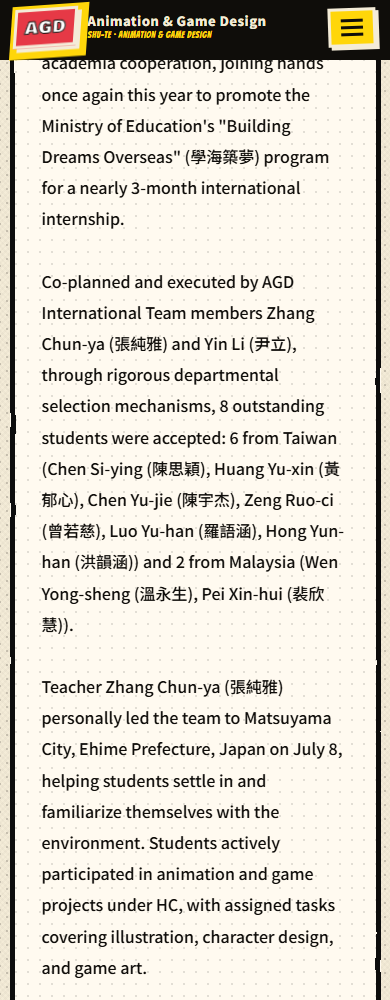 AGD
Animation & Game Design
SHU-TE • ANIMATION & GAME DESIGN
academia cooperation, joining hands
once again this year to promote the
Ministry of Education's "Building
Dreams Overseas" (學海築夢) program
for a nearly 3-month international
internship.
Co-planned and executed by AGD
International Team members Zhang
Chun-ya (張純雅) and Yin Li (尹立),
through rigorous departmental
selection mechanisms, 8 outstanding
students were accepted: 6 from Taiwan
(Chen Si-ying (陳思穎), Huang Yu-xin (黃
郁心), Chen Yu-jie (陳宇杰), Zeng Ruo-ci
(曾若慈), Luo Yu-han (羅語涵), Hong Yun-
han (洪韻涵)) and 2 from Malaysia (Wen
Yong-sheng (溫永生), Pei Xin-hui (裴欣
慧)).
Teacher Zhang Chun-ya (張純雅)
personally led the team to Matsuyama
City, Ehime Prefecture, Japan on July 8,
helping students settle in and
familiarize themselves with the
environment. Students actively
participated in animation and game
projects under HC, with assigned tasks
covering illustration, character design,
and game art.